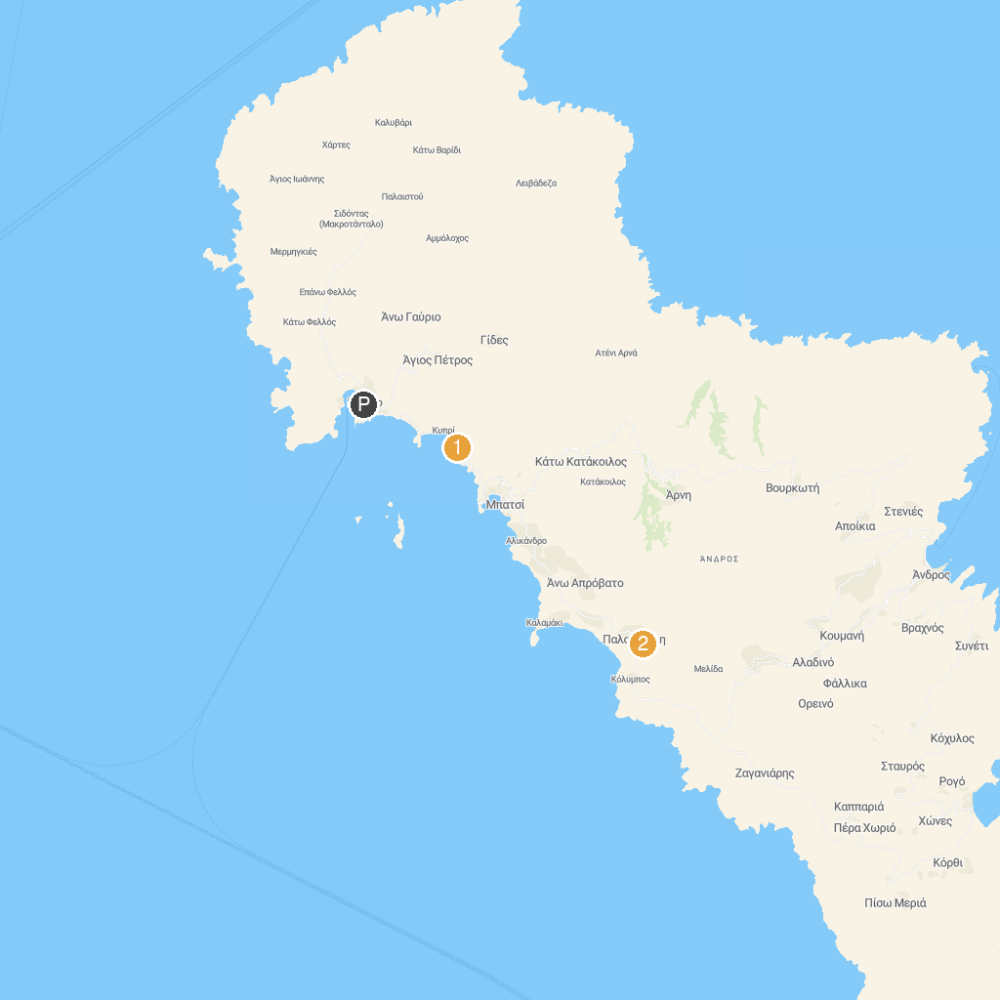 Καλυβάρι
Χάρτες
Κάτω Βαρίδι
Άγιος Ιωάννης
Λειβάδεζα
Παλαιστού
Σιδόντας
(Μακροτάνταλο)
Αμμόλοχος
Μερμηγκιές
Επάνω Φελλός
Άνω Γαύριο
Κάτω Φελλός
Γίδες
Ατένι Αρνά
Άγιος Πέτρος
P
Κυπρί
1
Κάτω Κατάκοιλος
Κατάκοιλος
Βουρκωτή
Άρνη
Μπατσί
Στενιές
Αποίκια
Αλικάνδρο
ΆΝΔΡΟΣ
Άνδρος
Άνω Απρόβατο
Καλαμάκι
Βραχνός
Κουμανή
2
Συνέτι
Αλαδινό
Μελίδα
Κόλυμπος
Φάλλικα
Ορεινό
Κόχυλος
Σταυρός
Ζαγανιάρης
Ρογό
Καππαριά
Χώνες
Πέρα Χωριό
Κόρθι
Πίσω Μεριά